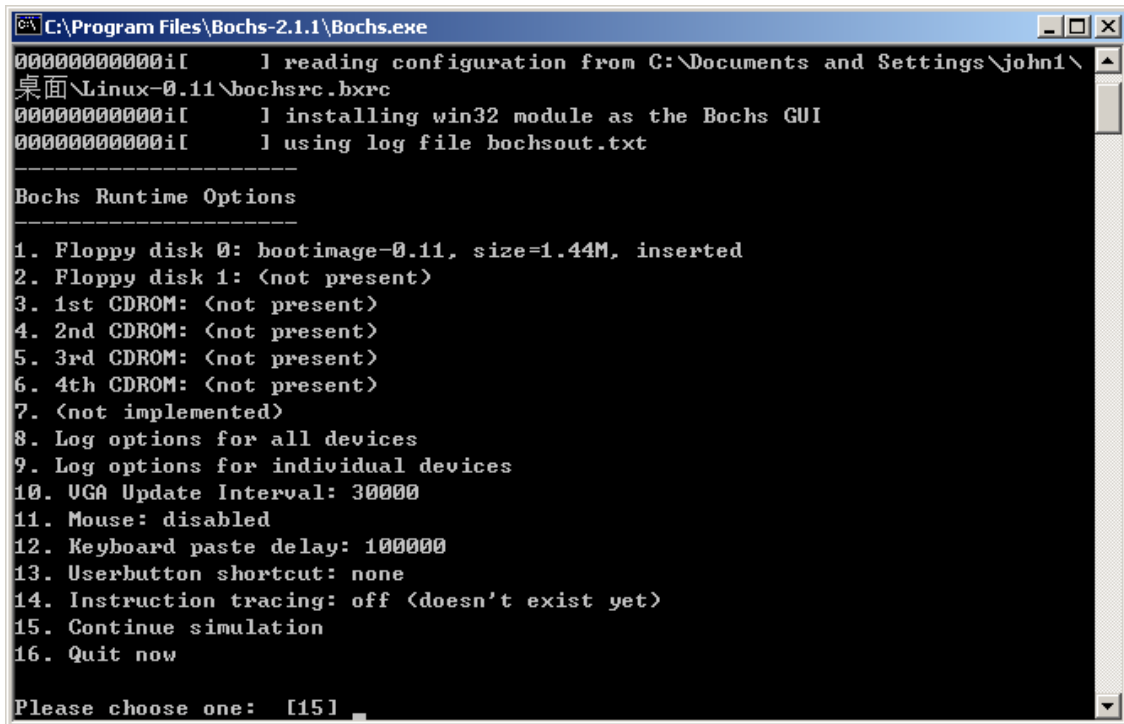 C:\Program Files\Bochs-2.1.1\Bochs.exe
00000000000i[     ] reading configuration from C:\Documents and Settings\john1\
桌面\Linux-0.11\bochsrc.bxrc
00000000000i[     ] installing win32 module as the Bochs GUI
00000000000i[     ] using log file bochsout.txt
---------------------
Bochs Runtime Options
---------------------
1. Floppy disk 0: bootimage-0.11, size=1.44M, inserted
2. Floppy disk 1: (not present)
3. 1st CDROM: (not present)
4. 2nd CDROM: (not present)
5. 3rd CDROM: (not present)
6. 4th CDROM: (not present)
7. (not implemented)
8. Log options for all devices
9. Log options for individual devices
10. VGA Update Interval: 30000
11. Mouse: disabled
12. Keyboard paste delay: 100000
13. Userbutton shortcut: none
14. Instruction tracing: off (doesn't exist yet)
15. Continue simulation
16. Quit now
Please choose one:  [15] _